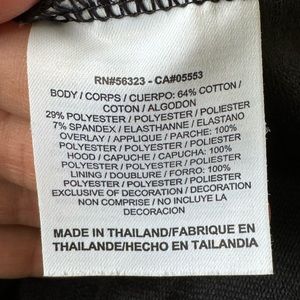 RN#56323 - CA#05553
BODY / CORPS / CUERPO: 64% COTTON /
COTON / ALGODON
29% POLYESTER / POLYESTER / POLIESTER
7% SPANDEX / ELASTHANNE / ELASTANO
OVERLAY / APPLIQUE / PARCHE: 100%
POLYESTER / POLYESTER / POLYESTER
HOOD / CAPUCHE / CAPUCHA: 100%
POLYESTER / POLYESTER / POLIESTER
LINING / DOUBLURE / FORRO: 100%
POLYESTER / POLYESTER / POLIESTER
EXCLUSIVE OF DECORATION / DECORATION
NON COMPRISE / NO INCLUYE LA
DECORACION
MADE IN THAILAND/FABRIQUE EN
THAILANDE/HECHO EN TAILANDIA